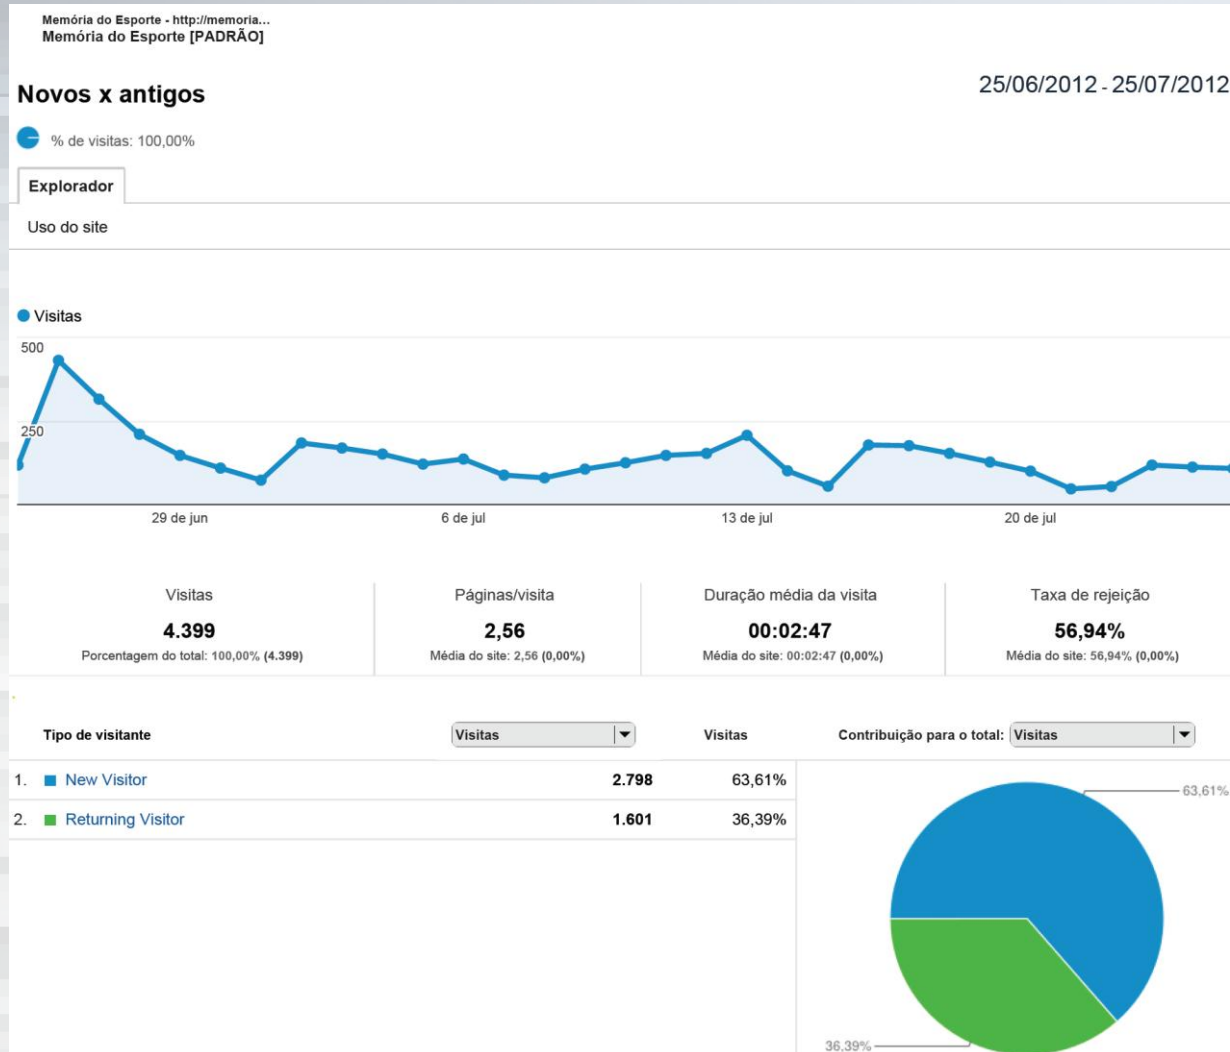 Memória do Esporte - http://memoria...
Memória do Esporte [PADRÃO]
Novos x antigos
25/06/2012 - 25/07/2012
% de visitas: 100,00%
Explorador
Uso do site
Visitas
500
250
29 de jun 6 de jul 13 de jul 20 de jul
Visitas Páginas/visita Duração média da visita Taxa de rejeição
4.399 2,56 00:02:47 56,94%
Porcentagem do total: 100,00% (4.399) Média do site: 2,56 (0,00%) Média do site: 00:02:47 (0,00%) Média do site: 56,94% (0,00%)
Tipo de visitante Visitas Visitas Contribuição para o total: Visitas
1. New Visitor 2.798 63,61%
2. Returning Visitor 1.601 36,39%
63,61%
36,39%